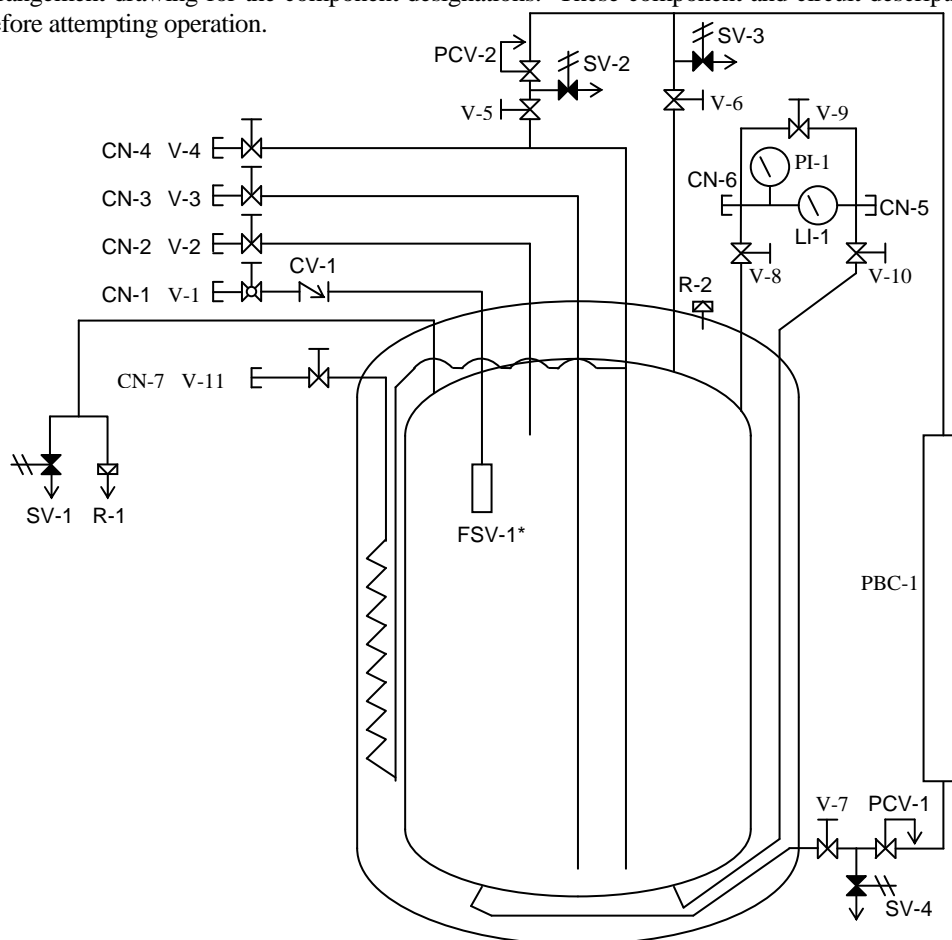 rangement drawing for the component designations. These component and circuit descrip
efore attempting operation.
SV-3
PCV-2
SV-2
V-5
V-6
V-9
CN-4 V-4
PI-1
CN-6
CN-3 V-3
CN-5
LI-1
CN-2 V-2
CV-1
V-8
V-10
CN-1 V-1
R-2
CN-7 V-11
SV-1
R-1
FSV-1*
PBC-1
V-7
PCV-1
SV-4